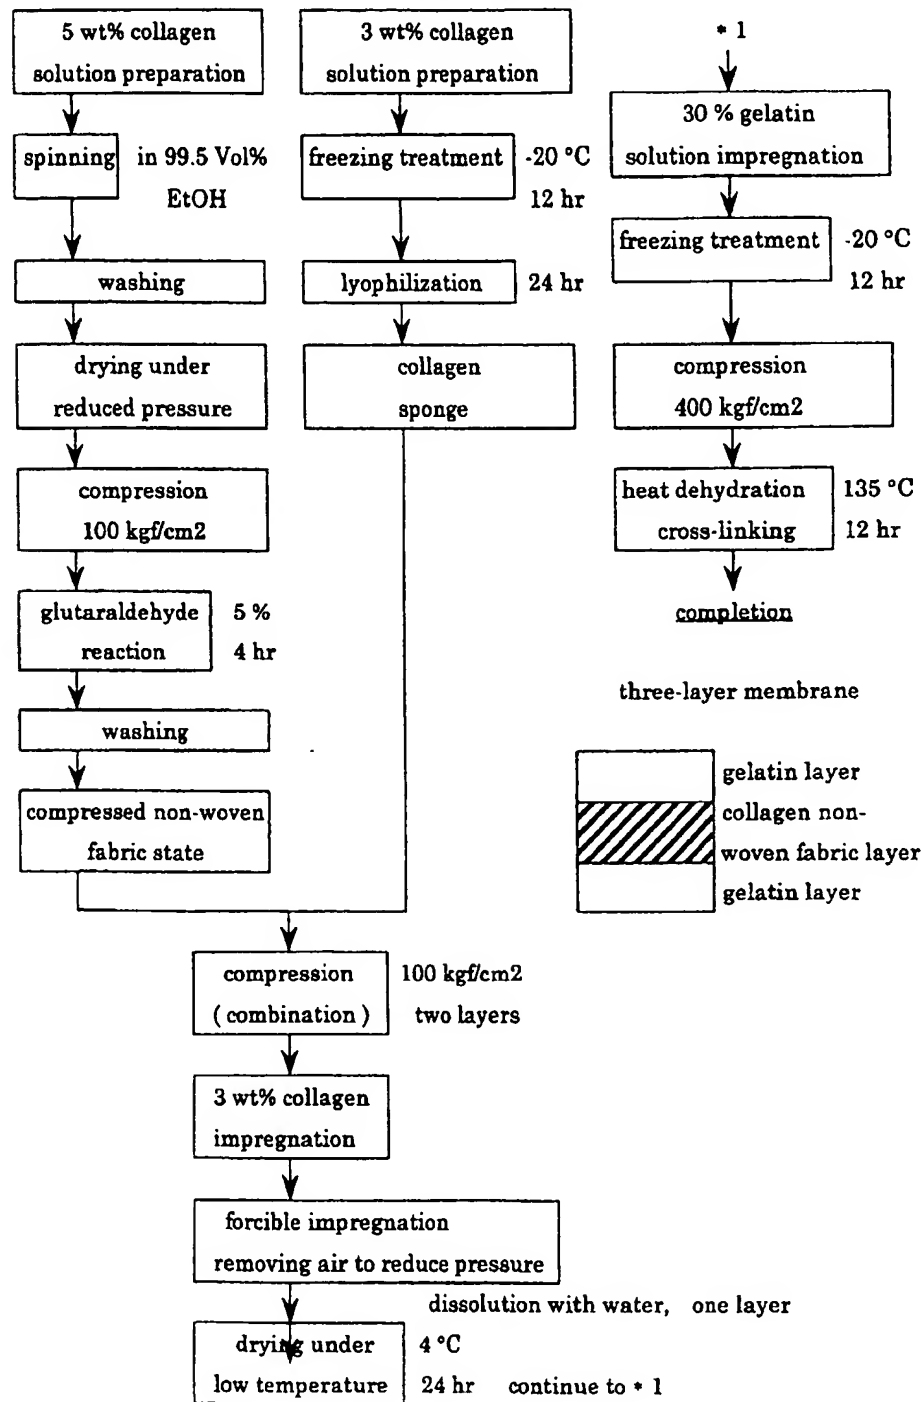 5 wt% collagen
solution preparation
spinning
in 99.5 Vol%
EtOH
washing
drying under
reduced pressure
compression
100 kgf/cm2
glutaraldehyde
reaction
5 %
4 hr
washing
compressed non-woven
fabric state
3 wt% collagen
solution preparation
freezing treatment
-20 °C
12 hr
lyophilization
24 hr
collagen
sponge
compression
( combination )
100 kgf/cm2
two layers
3 wt% collagen
impregnation
forcible impregnation
removing air to reduce pressure
dissolution with water, one layer
drying under
low temperature
4 °C
24 hr continue to * 1
* 1
30 % gelatin
solution impregnation
freezing treatment
-20 °C
12 hr
compression
400 kgf/cm2
heat dehydration
cross-linking
135 °C
12 hr
completion
three-layer membrane
gelatin layer
collagen non-
woven fabric layer
gelatin layer